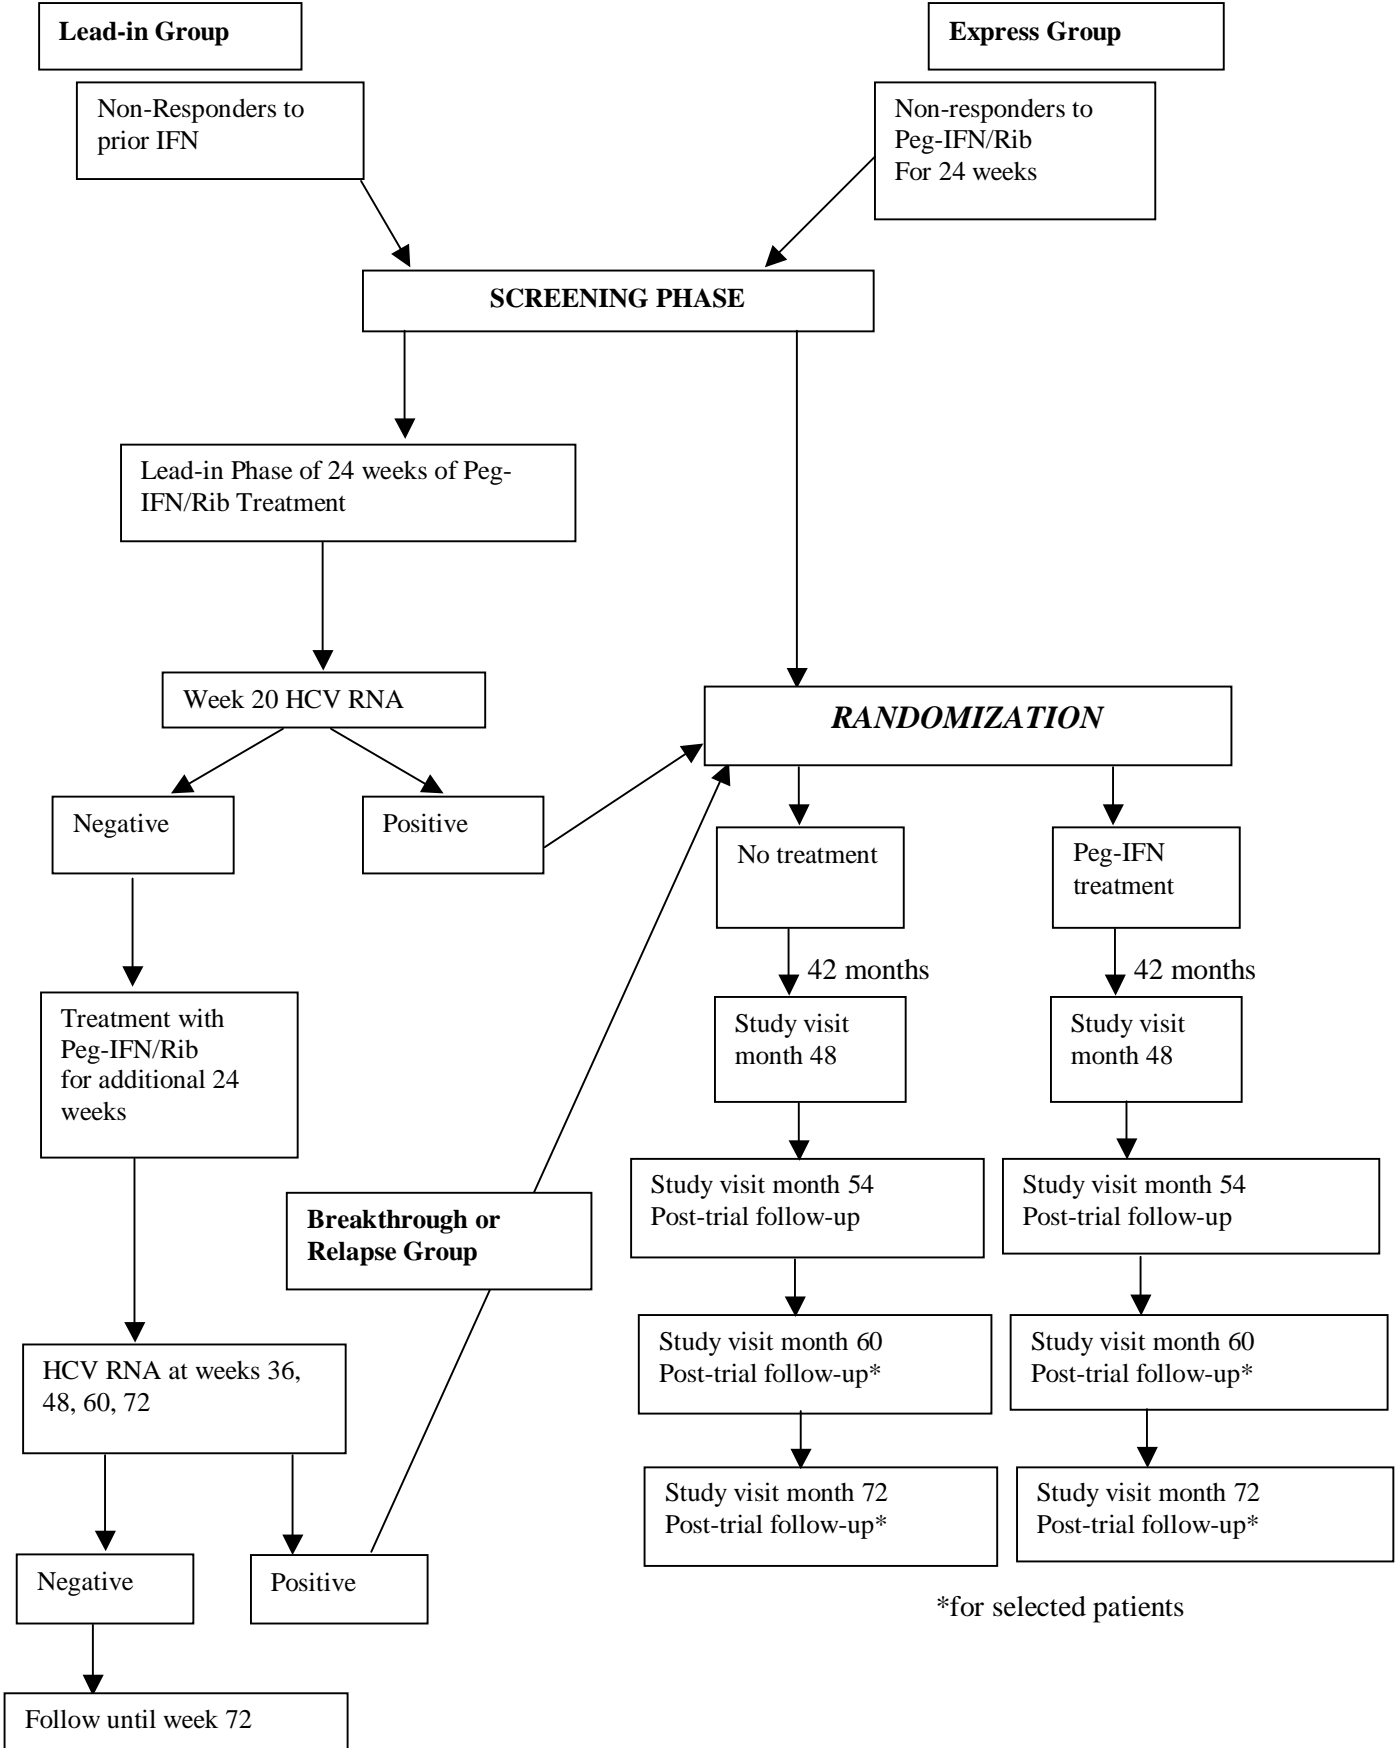 Lead-in Group
Express Group
Non-Responders to
prior IFN
Non-responders to
Peg-IFN/Rib
For 24 weeks
SCREENING PHASE
Lead-in Phase of 24 weeks of Peg-
IFN/Rib Treatment
Week 20 HCV RNA
RANDOMIZATION
Negative
Positive
No treatment
Peg-IFN
treatment
42 months
42 months
Treatment with
Peg-IFN/Rib
for additional 24
weeks
Study visit
month 48
Study visit
month 48
Breakthrough or
Relapse Group
Study visit month 54
Post-trial follow-up
Study visit month 54
Post-trial follow-up
HCV RNA at weeks 36,
48, 60, 72
Study visit month 60
Post-trial follow-up*
Study visit month 60
Post-trial follow-up*
Study visit month 72
Post-trial follow-up*
Study visit month 72
Post-trial follow-up*
Negative
Positive
*for selected patients
Follow until week 72